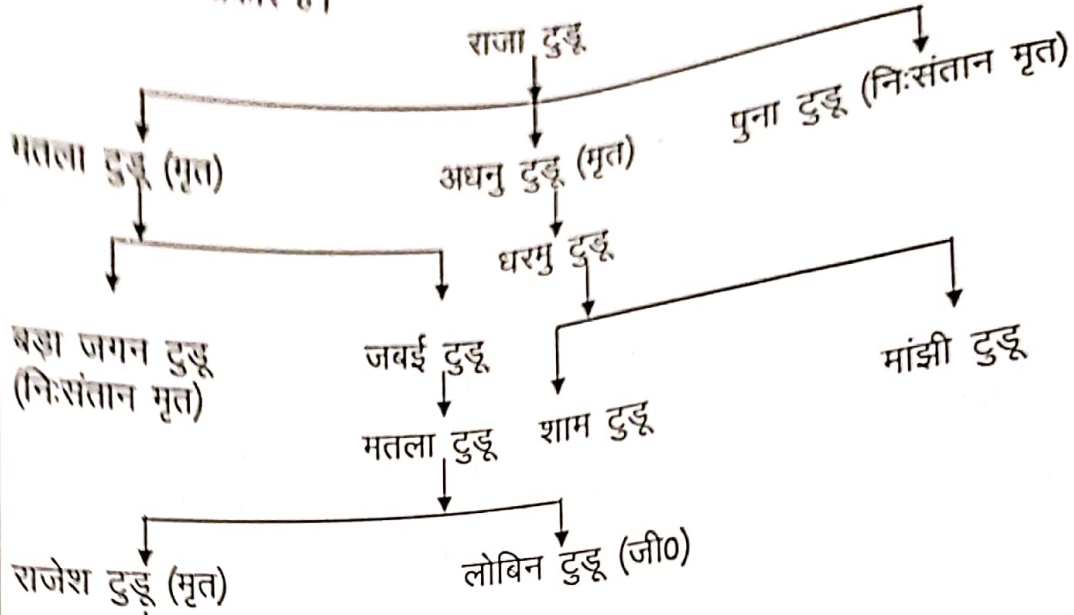 राजा टुडू
पुना टुडू (नि:संतान मृत)
मतला टुडू (मृत)
अधनु टुडू (मृत)
धरमु टुडू
बड़ा जगन टुडू
(नि:संतान मृत)
जबई टुडू
मांझी टुडू
मतला टुडू
शाम टुडू
राजेश टुडू (मृत)
लोबिन टुडू (जी0)